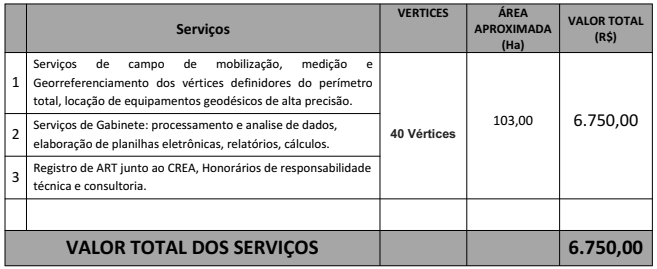 Serviços
VERTICES
ÁREA
APROXIMADA
(Ha)
VALOR TOTAL
(R$)
1
Serviços de campo de mobilização, medição e
Georreferenciamento dos vértices definidores do perímetro
total, locação de equipamentos geodésicos de alta precisão.
2
Serviços de Gabinete: processamento e analise de dados,
elaboração de planilhas eletrônicas, relatórios, cálculos.
3
Registro de ART junto ao CREA, Honorários de responsabilidade
técnica e consultoria.
40 Vértices
103,00
6.750,00
VALOR TOTAL DOS SERVIÇOS
6.750,00